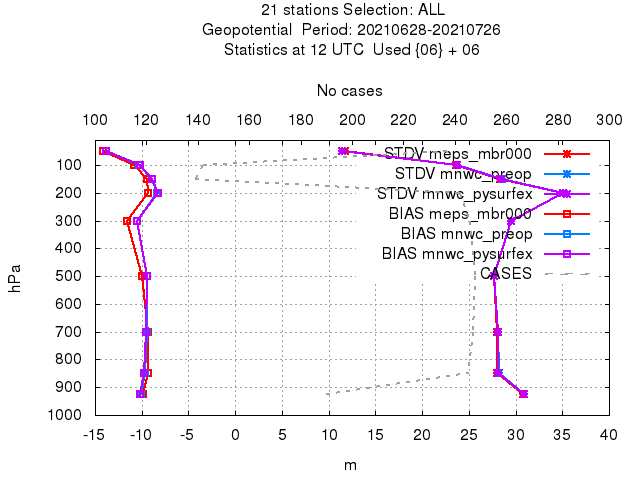 21 stations Selection: ALL
Geopotential  Period: 20210628-20210726
Statistics at 12 UTC  Used {06} + 06
No cases
100 120 140 160 180 200 220 240 260 280 300
STDV meps_mbr000
100
STDV mnwc_preop
200
STDV mnwc_pysurfex
300
BIAS meps_mbr000
400
BIAS mnwc_preop
500
BIAS mnwc_pysurfex
600
CASES
700
800
900
1000
hPa
-15 -10 -5 0 5 10 15 20 25 30 35 40
m